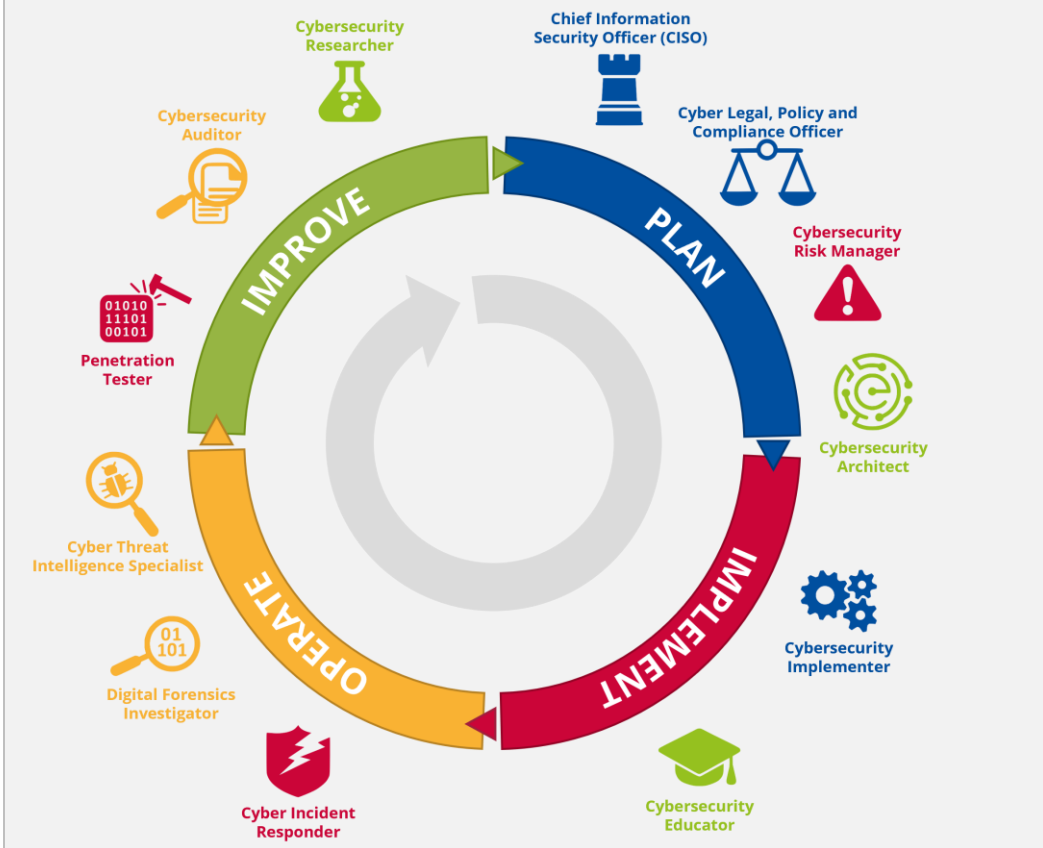 Cybersecurity
Researcher
Chief Information
Security Officer (CISO)
Cyber Legal, Policy and
Compliance Officer
Cybersecurity
Auditor
Cybersecurity
Risk Manager
IMPROVE
PLAN
01010
11101
00101
Penetration
Tester
Cybersecurity
Architect
Cyber Threat
Intelligence Specialist
OPERATE
IMPLEMENT
01
101
Digital Forensics
Investigator
Cybersecurity
Implementer
Cyber Incident
Responder
Cybersecurity
Educator